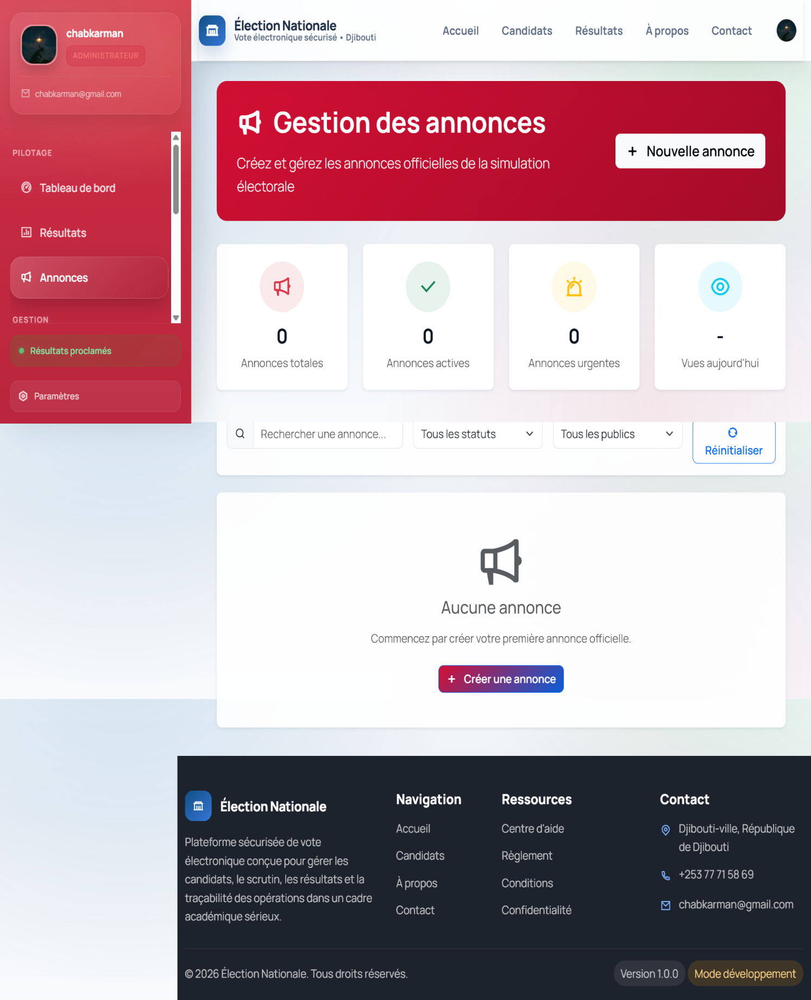 chabkarman
ADMINISTRATEUR
chabkarman@gmail.com
PILOTAGE
Tableau de bord
Résultats
Annonces
GESTION
Résultats proclamés
Paramètres
Élection Nationale
Vote électronique sécurisé • Djibouti
Accueil
Candidats
Résultats
À propos
Contact
Gestion des annonces
Créez et gérez les annonces officielles de la simulation
électorale
+ Nouvelle annonce
0
Annonces totales
0
Annonces actives
0
Annonces urgentes
-
Vues aujourd'hui
Rechercher une annonce...
Tous les statuts
Tous les publics
Réinitialiser
Aucune annonce
Commencez par créer votre première annonce officielle.
+ Créer une annonce
Élection Nationale
Plateforme sécurisée de vote
électronique conçue pour gérer les
candidats, le scrutin, les résultats et la
traçabilité des opérations dans un cadre
académique sérieux.
Navigation
Accueil
Candidats
À propos
Contact
Ressources
Centre d'aide
Règlement
Conditions
Confidentialité
Contact
Djibouti-ville, République
de Djibouti
+253 77 71 58 69
chabkarman@gmail.com
© 2026 Élection Nationale. Tous droits réservés.
Version 1.0.0
Mode développement